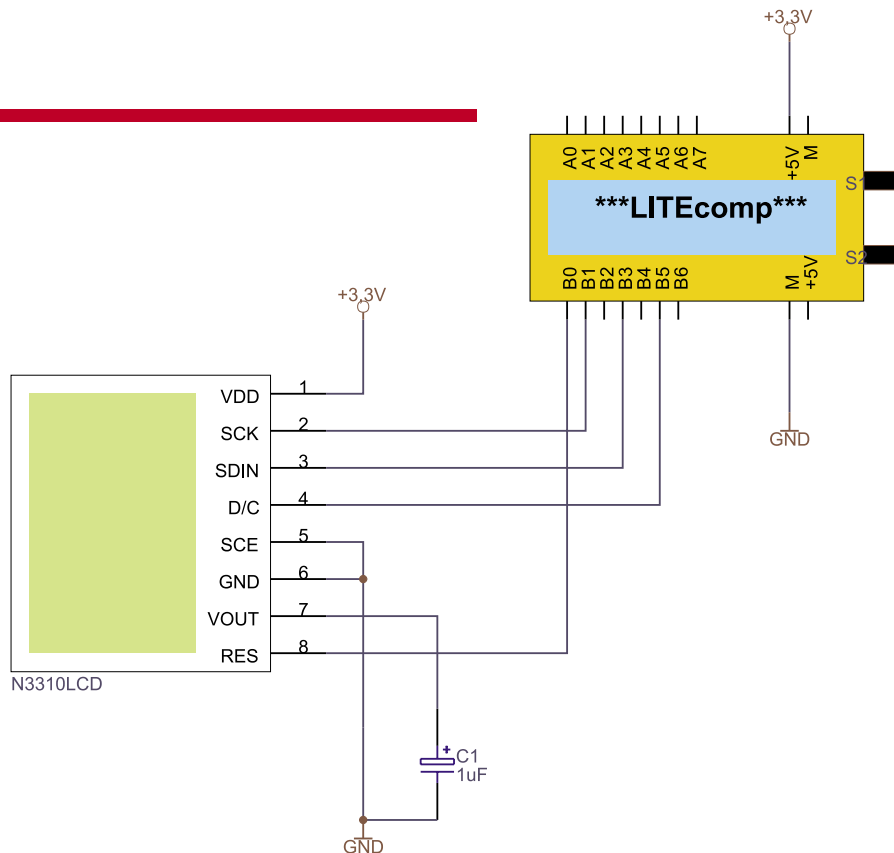 +3,3V
A0 A1 A2 A3 A4 A5 A6 A7 +5V M
S1
***LITEcomp***
S2
B0 B1 B2 B3 B4 B5 B6 M +5V
+3,3V
VDD 1
SCK 2
SDIN 3
D/C 4
GND
SCE 5
GND 6
VOUT 7
RES 8
N3310LCD
+ C1
1uF
GND